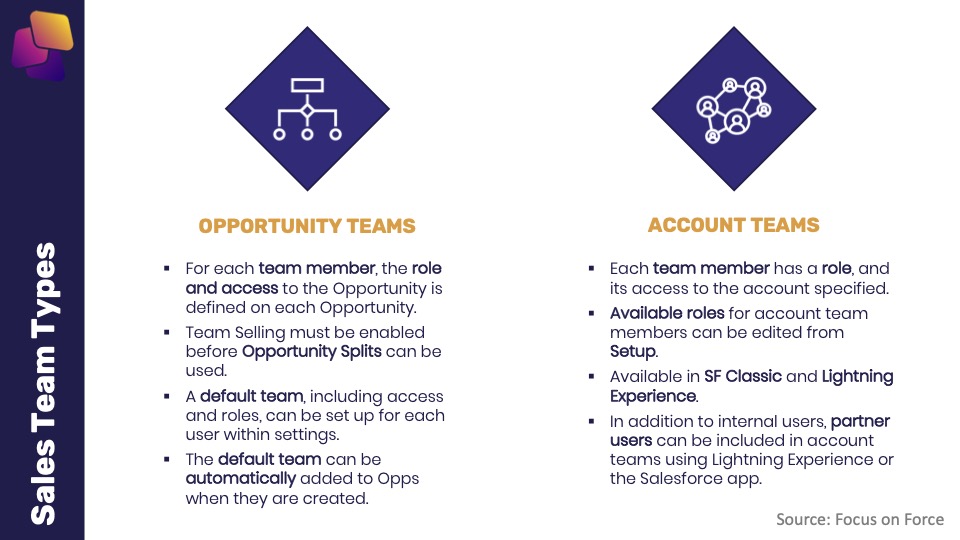 Sales Team Types
OPPORTUNITY TEAMS
▪ For each team member, the role
and access to the Opportunity is
defined on each Opportunity.
▪ Team Selling must be enabled
before Opportunity Splits can be
used.
▪ A default team, including access
and roles, can be set up for each
user within settings.
▪ The default team can be
automatically added to Opps
when they are created.
ACCOUNT TEAMS
▪ Each team member has a role, and
its access to the account specified.
▪ Available roles for account team
members can be edited from
Setup.
▪ Available in SF Classic and Lightning
Experience.
▪ In addition to internal users, partner
users can be included in account
teams using Lightning Experience or
the Salesforce app.
Source: Focus on Force